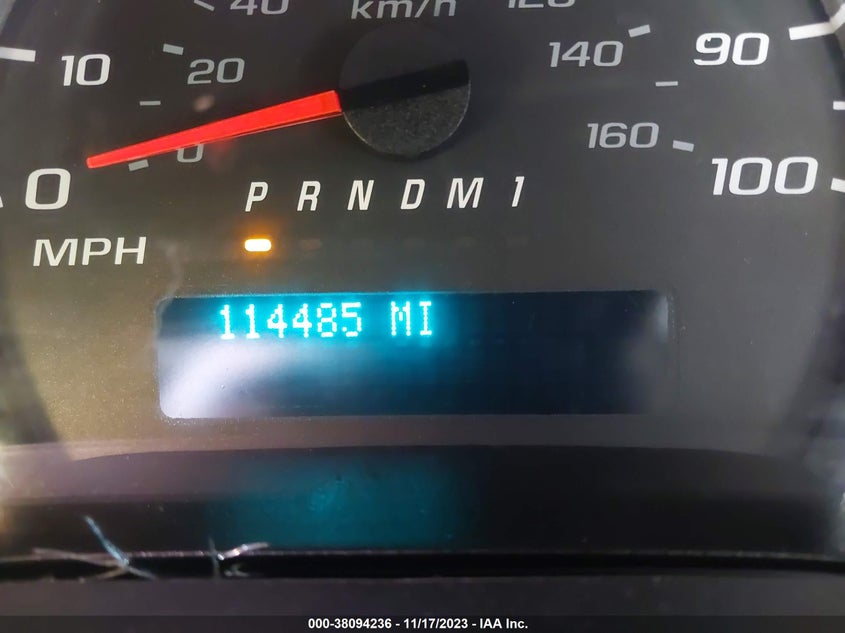 40 km/h 120
10 20 140 90
0 0 160 100
P R N D M 1
MPH
114485 MI
000-38094236 - 11/17/2023 - IAA Inc.